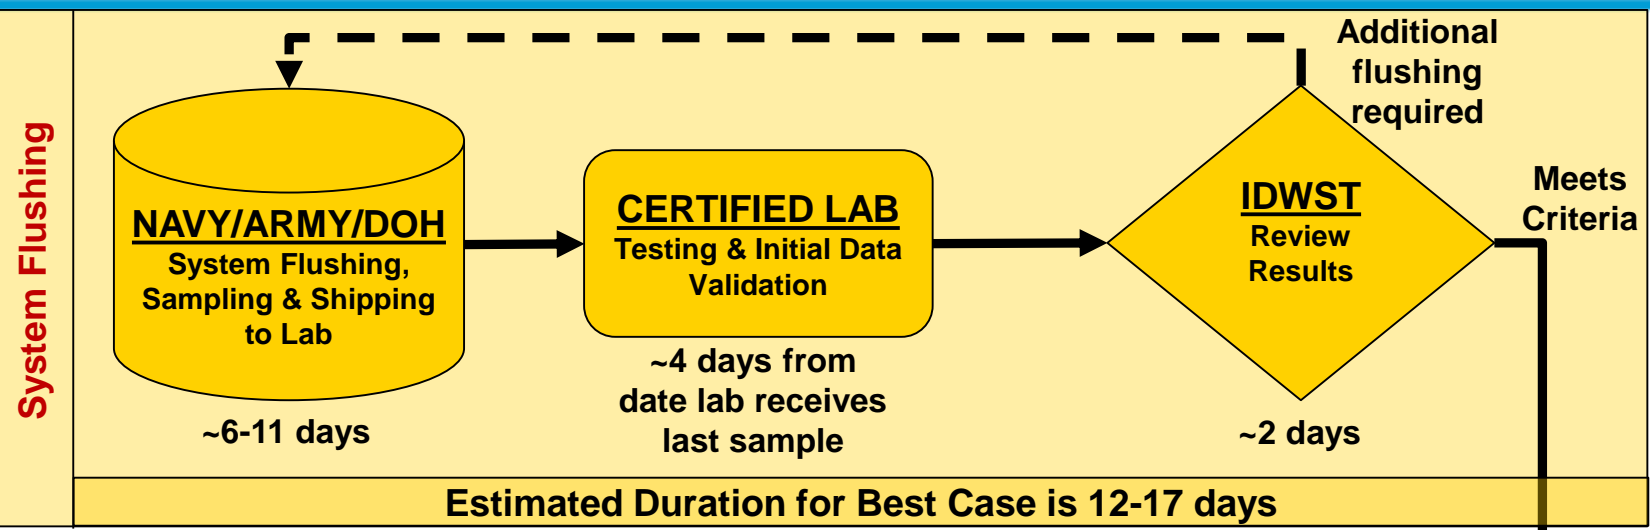 System Flushing
NAVY/ARMY/DOH
System Flushing,
Sampling & Shipping
to Lab
~6-11 days
CERTIFIED LAB
Testing & Initial Data
Validation
~4 days from
date lab receives
last sample
IDWST
Review
Results
~2 days
Additional
flushing
required
Meets
Criteria
Estimated Duration for Best Case is 12-17 days